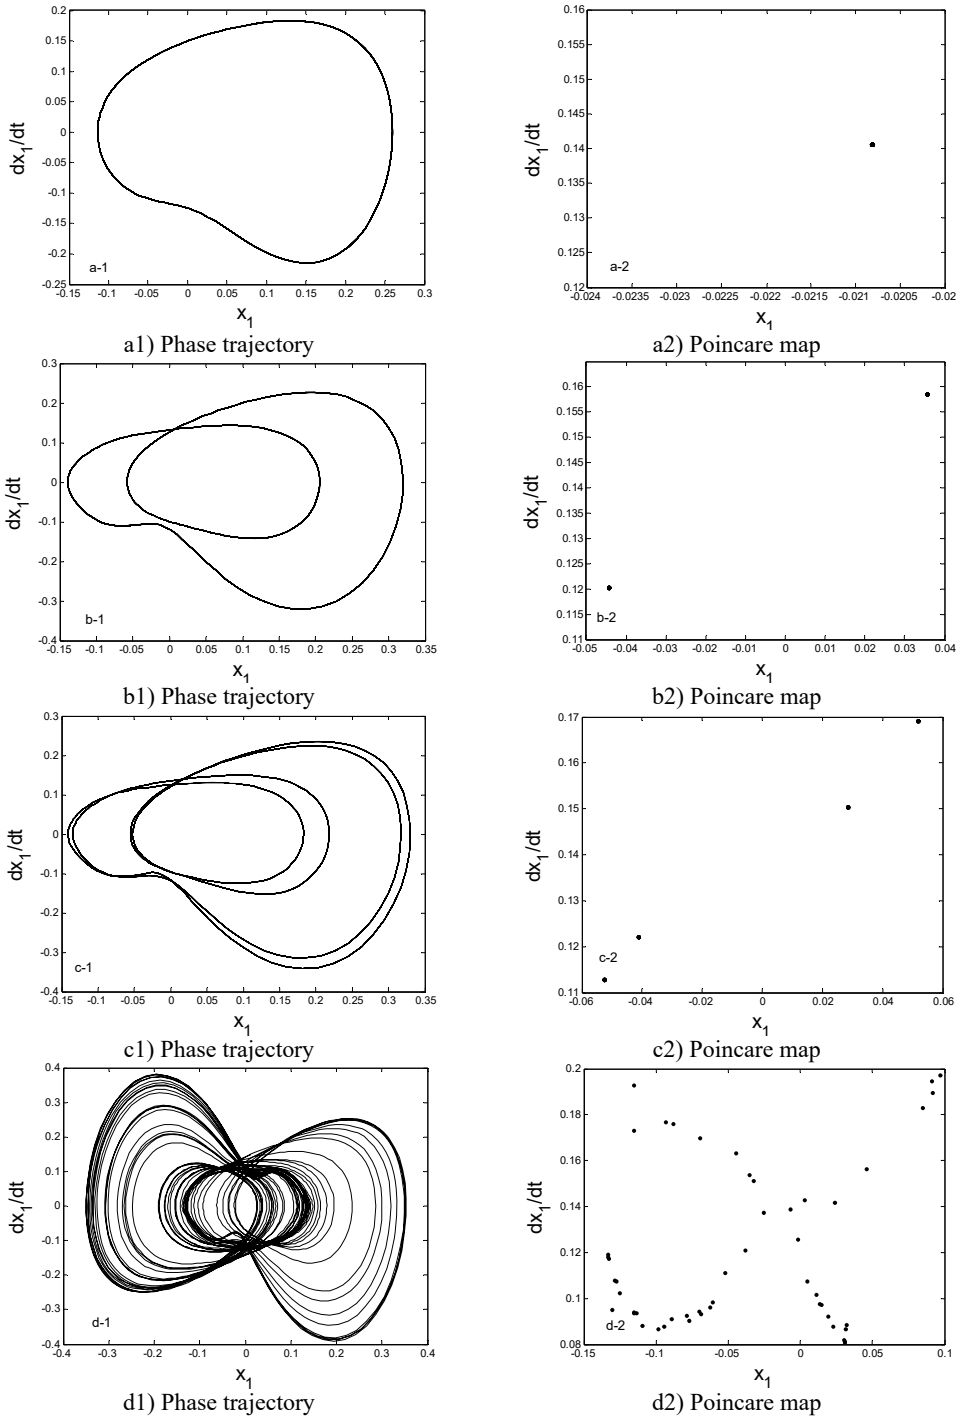 0.2
0.15
0.1
0.05
0
-0.05
-0.1
-0.15
-0.2
-0.25
dx1/dt
a-1
-0.15 -0.1 -0.05 0 0.05 0.1 0.15 0.20 0.25 0.3
x1
a1) Phase trajectory
0.16
0.155
0.15
0.145
0.14
0.135
0.13
0.125
0.12
dx1/dt
a-2
-0.024 -0.0235 -0.023 -0.0225 -0.022 -0.0215 -0.021 -0.0205 -0.02
x1
a2) Poincare map
0.3
0.2
0.1
0
-0.1
-0.2
-0.3
-0.4
dx1/dt
b-1
-0.15 -0.1 -0.05 0 0.05 0.1 0.15 0.2 0.25 0.3 0.35
x1
b1) Phase trajectory
0.16
0.155
0.15
0.145
0.14
0.135
0.13
0.125
0.12
0.115
0.11
dx1/dt
b-2
-0.05 -0.04 -0.03 -0.02 -0.01 0 0.01 0.02 0.03 0.04
x1
b2) Poincare map
0.3
0.2
0.1
0
-0.1
-0.2
-0.3
-0.4
dx1/dt
c-1
-0.15 -0.1 -0.05 0 0.05 0.1 0.15 0.2 0.25 0.3 0.35
x1
c1) Phase trajectory
0.17
0.16
0.15
0.14
0.13
0.12
0.11
dx1/dt
c-2
-0.06 -0.04 -0.02 0 0.02 0.04 0.06
x1
c2) Poincare map
0.4
0.3
0.2
0.1
0
-0.1
-0.2
-0.3
-0.4
dx1/dt
d-1
-0.4 -0.3 -0.2 -0.1 0 0.1 0.2 0.3 0.4
x1
d1) Phase trajectory
0.2
0.18
0.16
0.14
0.12
0.1
0.08
dx1/dt
d-2
-0.15 -0.1 -0.05 0 0.05 0.1
x1
d2) Poincare map